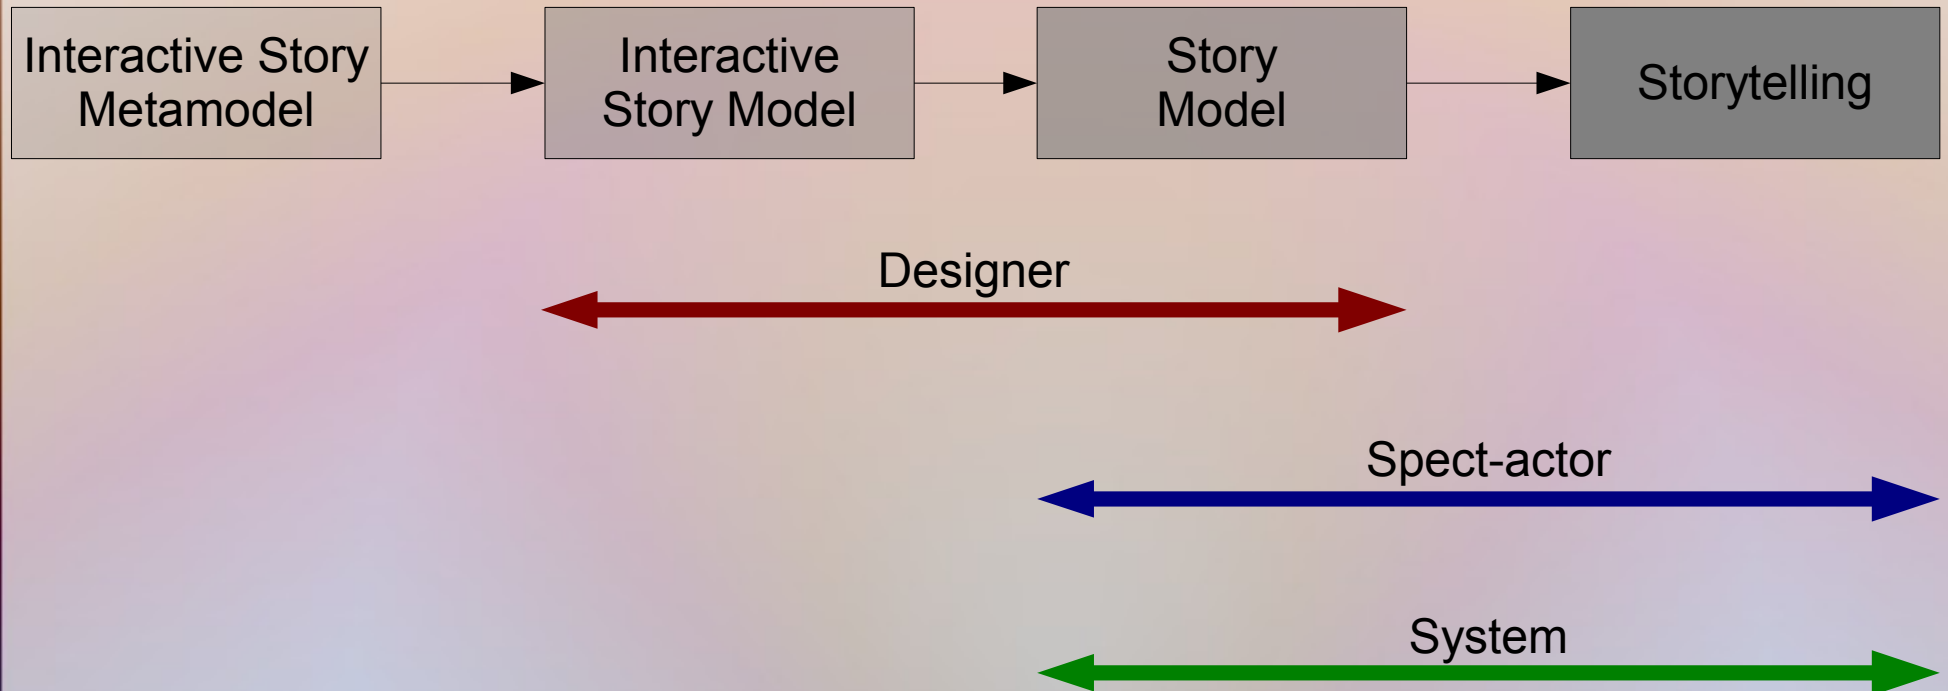 Interactive Story
Metamodel
Interactive
Story Model
Story
Model
Storytelling
Designer
Spect-actor
System